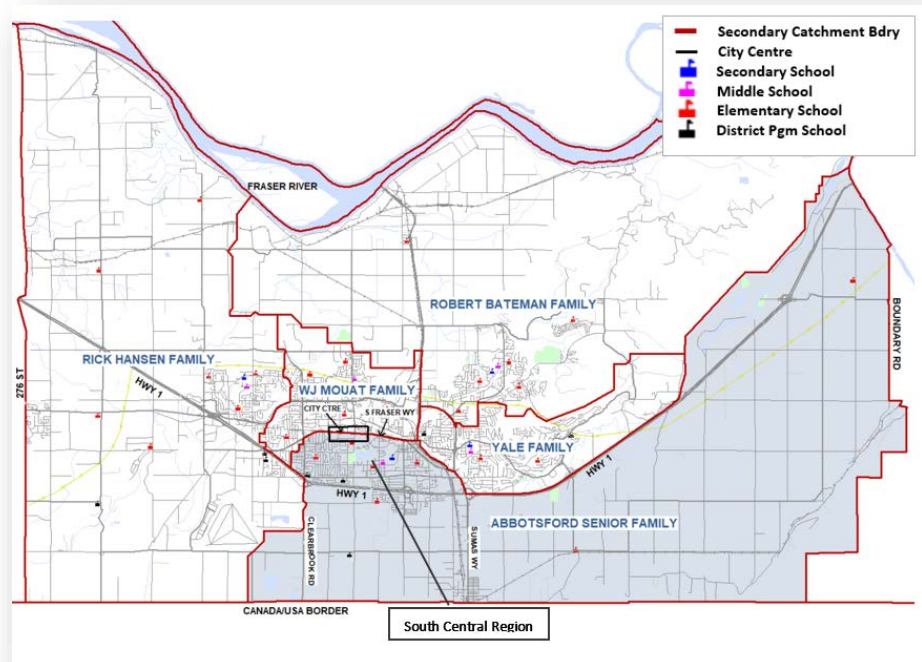 Secondary Catchment Bdry
City Centre
Secondary School
Middle School
Elementary School
District Pgm School
FRASER RIVER
ROBERT BATEMAN FAMILY
RICK HANSEN FAMILY
276 ST
HWY 1
WJ MOUAT FAMILY
CITY CTRE
S FRASER WY
YALE FAMILY
BOUNDARY RD
HWY 1
HWY 1
ABBOTSFORD SENIOR FAMILY
CLEARBROOK RD
SUMAS WY
CANADA/USA BORDER
South Central Region